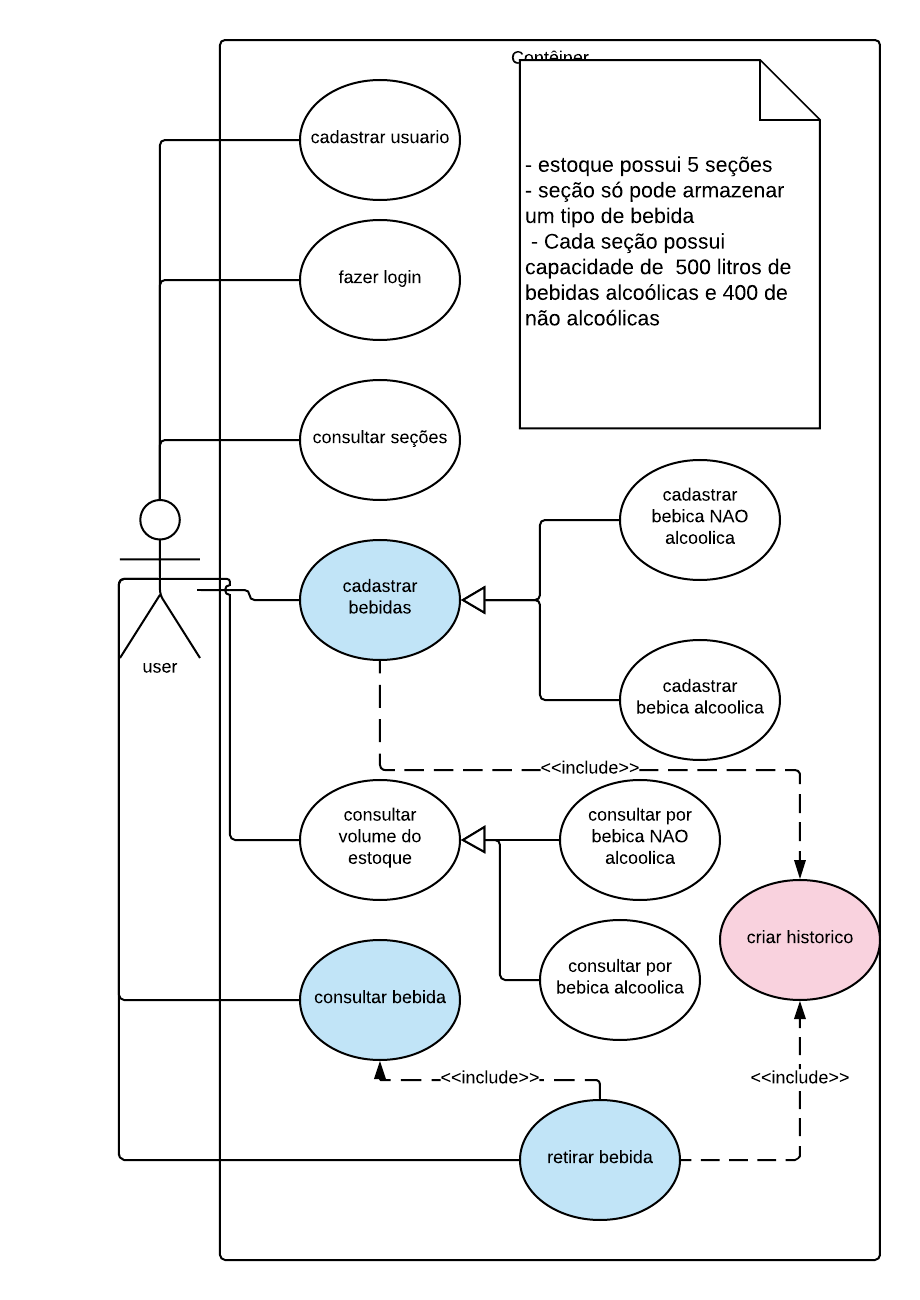 Contêiner
cadastrar usuario
- estoque possui 5 seções
- seção só pode armazenar
um tipo de bebida
- Cada seção possui
capacidade de  500 litros de
bebidas alcoólicas e 400 de
não alcoólicas
fazer login
consultar seções
cadastrar
bebica NAO
alcoolica
cadastrar
bebidas
user
cadastrar
bebica alcoolica
<<include>>
consultar
volume do
estoque
consultar por
bebica NAO
alcoolica
criar historico
consultar por
bebica alcoolica
consultar bebida
<<include>>
<<include>>
retirar bebida